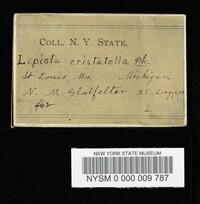 COLL. N. Y. STATE.
Lepiota cristatella Pk.
St Louis Mo Michigan
N. M. Glatfelter
462
NEW YORK STATE MUSEUM
NYSM 0 000 009 787